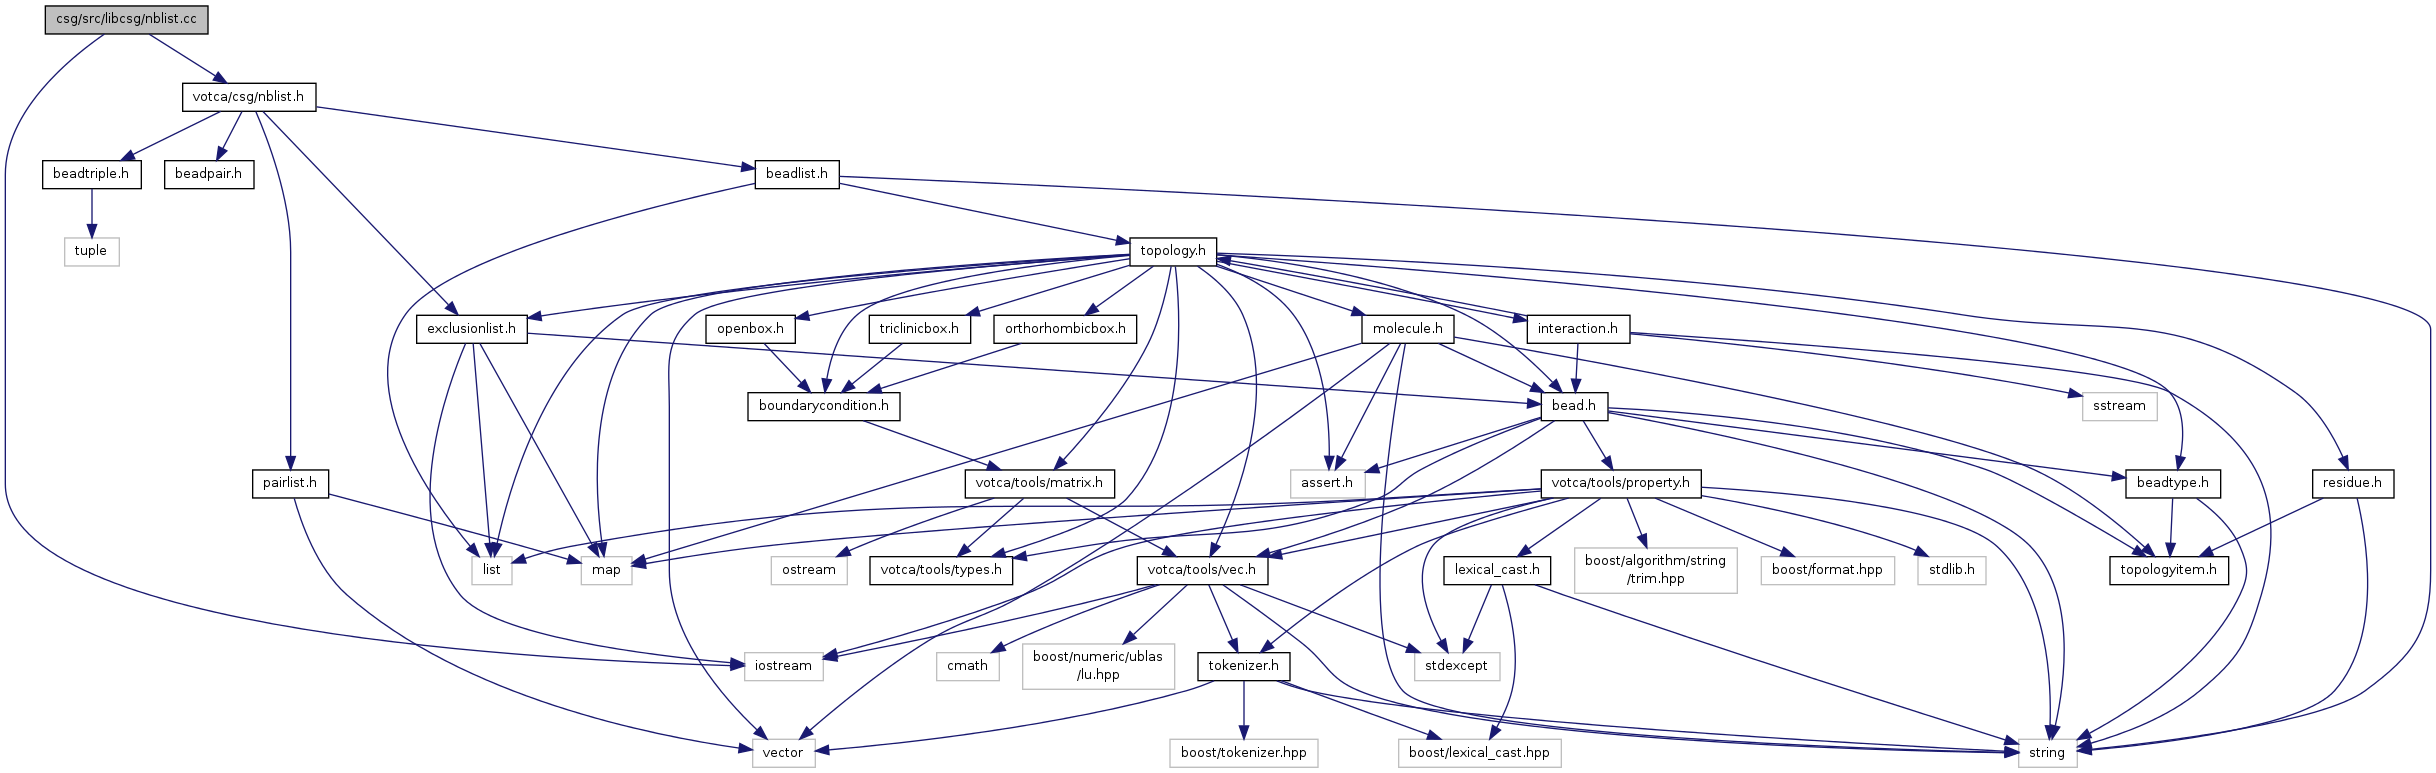 csg/src/libcsg/nblist.cc
votca/csg/nblist.h
beadtriple.h
beadpair.h
beadlist.h
tuple
topology.h
exclusionlist.h
openbox.h
triclinicbox.h
orthorhombicbox.h
molecule.h
interaction.h
boundarycondition.h
bead.h
sstream
pairlist.h
votca/tools/matrix.h
assert.h
votca/tools/property.h
beadtype.h
residue.h
list
map
ostream
votca/tools/types.h
votca/tools/vec.h
lexical_cast.h
boost/algorithm/string
/trim.hpp
boost/format.hpp
stdlib.h
topologyitem.h
iostream
cmath
boost/numeric/ublas
/lu.hpp
tokenizer.h
stdexcept
vector
boost/tokenizer.hpp
boost/lexical_cast.hpp
string